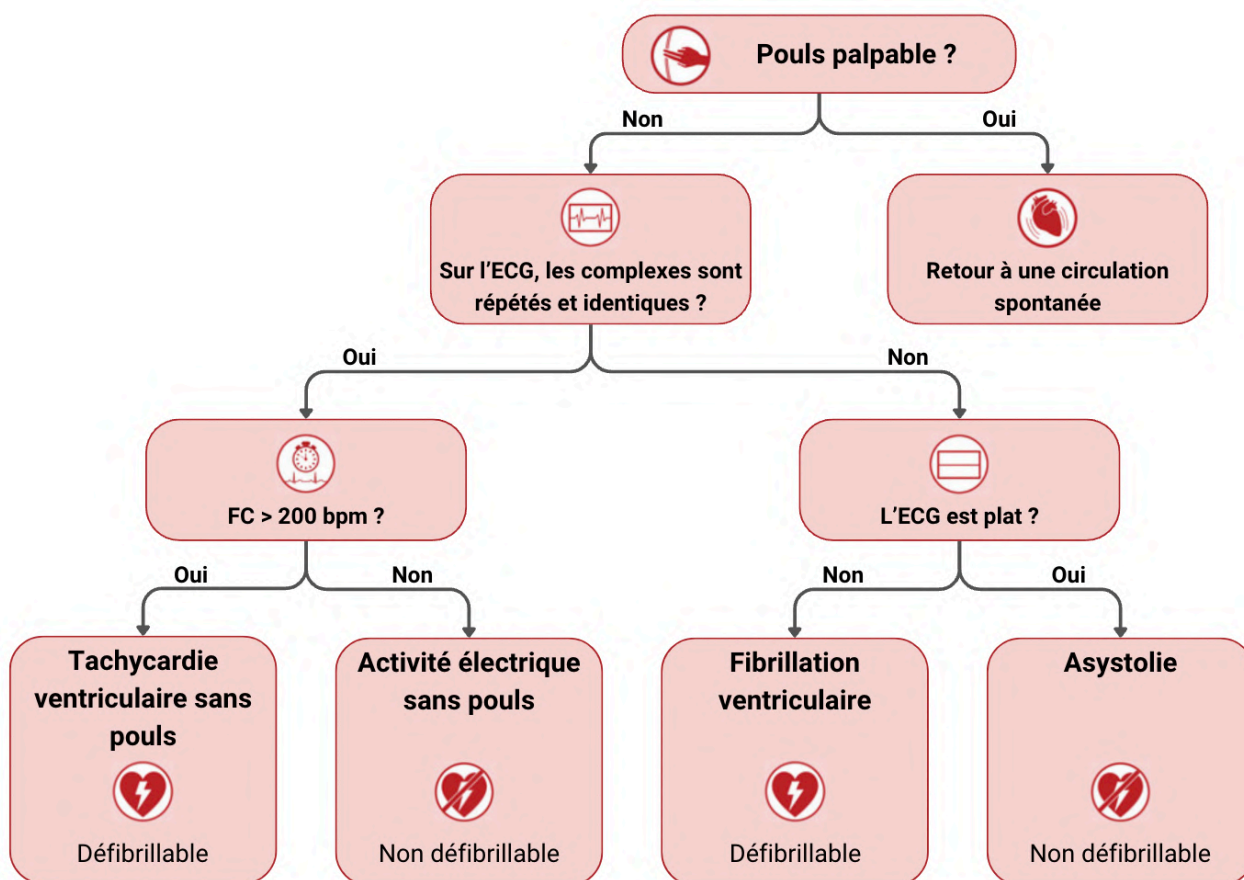 Pouls palpable ?
Non
Oui
Sur l’ECG, les complexes sont
répétés et identiques ?
Retour à une circulation
spontanée
Oui
Non
FC > 200 bpm ?
L’ECG est plat ?
Oui
Non
Non
Oui
Tachycardie
ventriculaire sans
pouls
Défibrillable
Activité électrique
sans pouls
Non défibrillable
Fibrillation
ventriculaire
Défibrillable
Asystolie
Non défibrillable